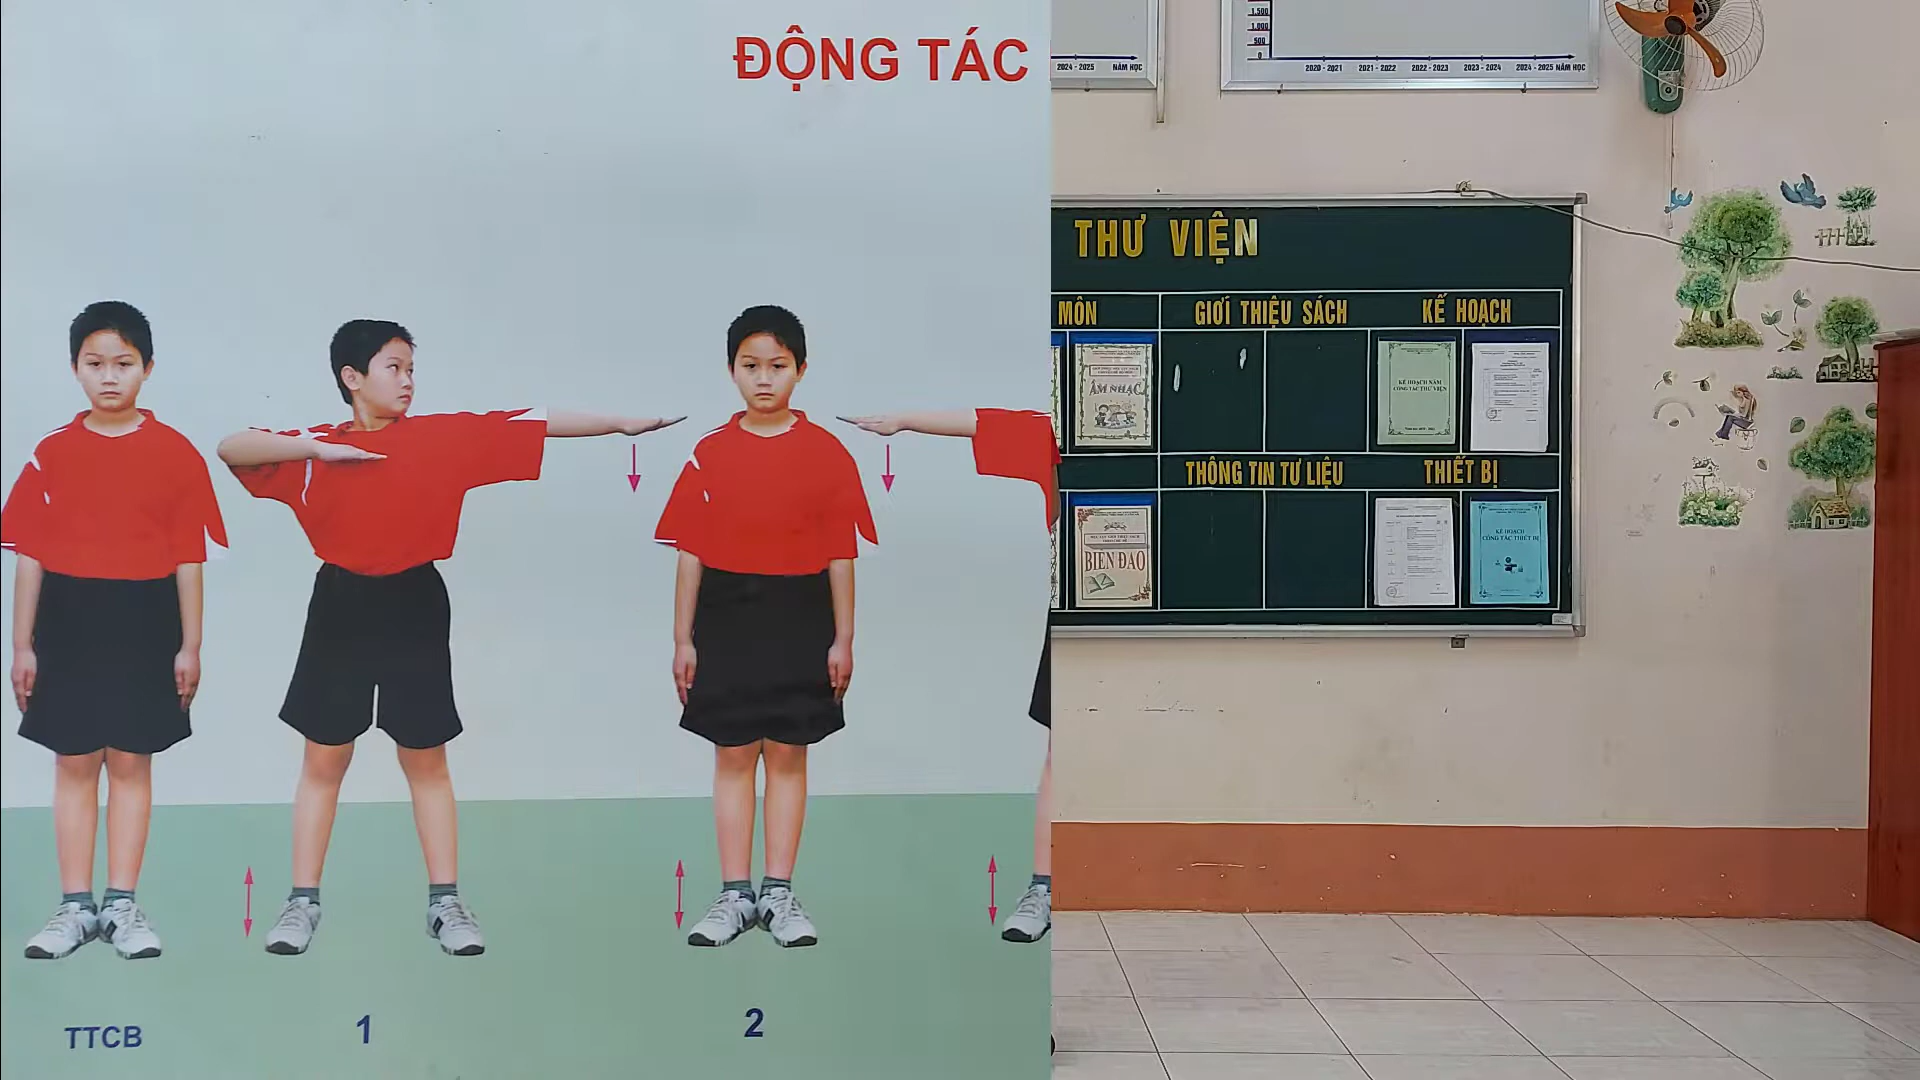 ĐỘNG TÁC
TTCB
1
2
1.500
1.000
500
0
2024 - 2025 NĂM HỌC
2020 - 2021 2021 - 2022 2022 - 2023 2023 - 2024 2024 - 2025 NĂM HỌC
THƯ VIỆN
MÔN
GIỚI THIỆU SÁCH
KẾ HOẠCH
ÂM NHẠC
KẾ HOẠCH NĂM
CÔNG TÁC THƯ VIỆN
THÔNG TIN TƯ LIỆU
THIẾT BỊ
BIỂN ĐẢO
KẾ HOẠCH
CÔNG TÁC THIẾT BỊ